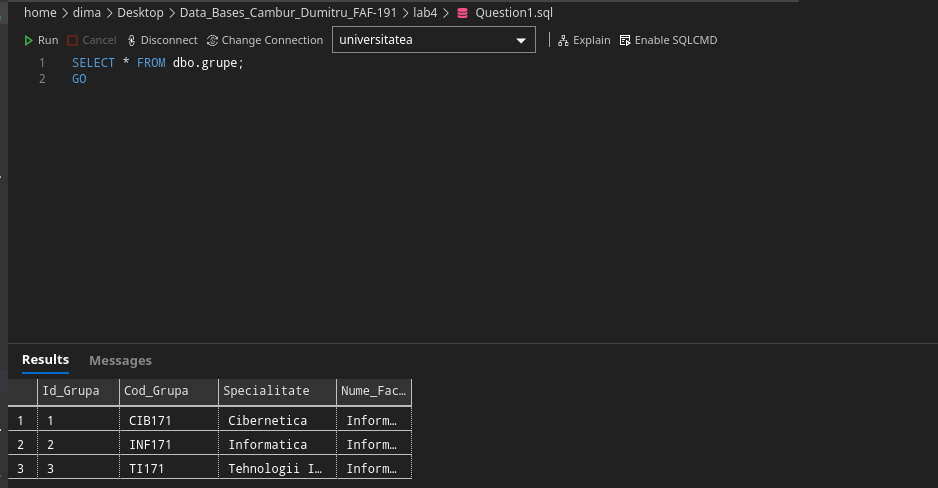 home > dima > Desktop > Data_Bases_Cambur_Dumitru_FAF-191 > lab4 > Question1.sql
Run Cancel Disconnect Change Connection universitatea Explain Enable SQLCMD
1 SELECT * FROM dbo.grupe;
2 GO
Results Messages
Id_Grupa Cod_Grupa Specialitate Nume_Fac…
1 1 CIB171 Cibernetica Inform…
2 2 INF171 Informatica Inform…
3 3 TI171 Tehnologii I… Inform…